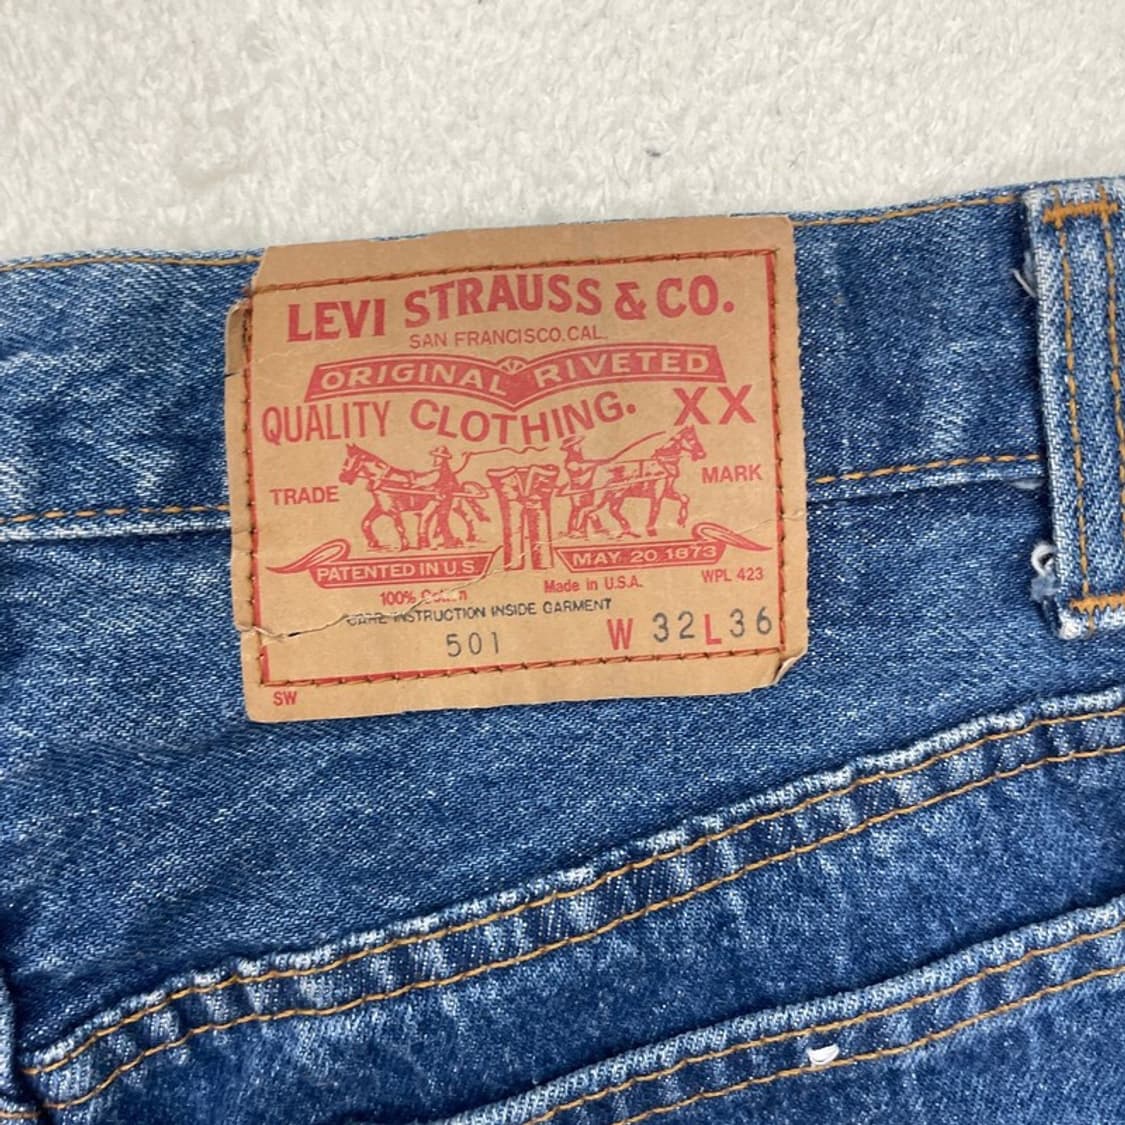 LEVI STRAUSS & CO.
SAN FRANCISCO. CAL.
ORIGINAL RIVETED
QUALITY CLOTHING. XX
TRADE MARK
PATENTED IN U.S. MAY. 20. 1873
100% Made in U.S.A. WPL 423
CARE INSTRUCTION INSIDE GARMENT
501 W 32 L 36
SW